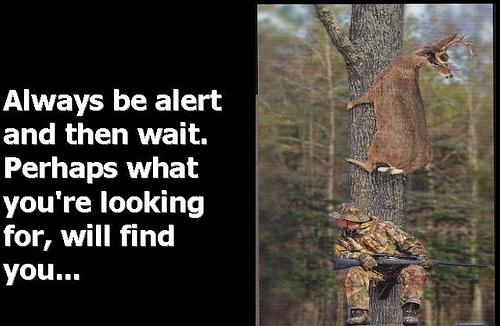 Always be alert
and then wait.
Perhaps what
you're looking
for, will find
you...